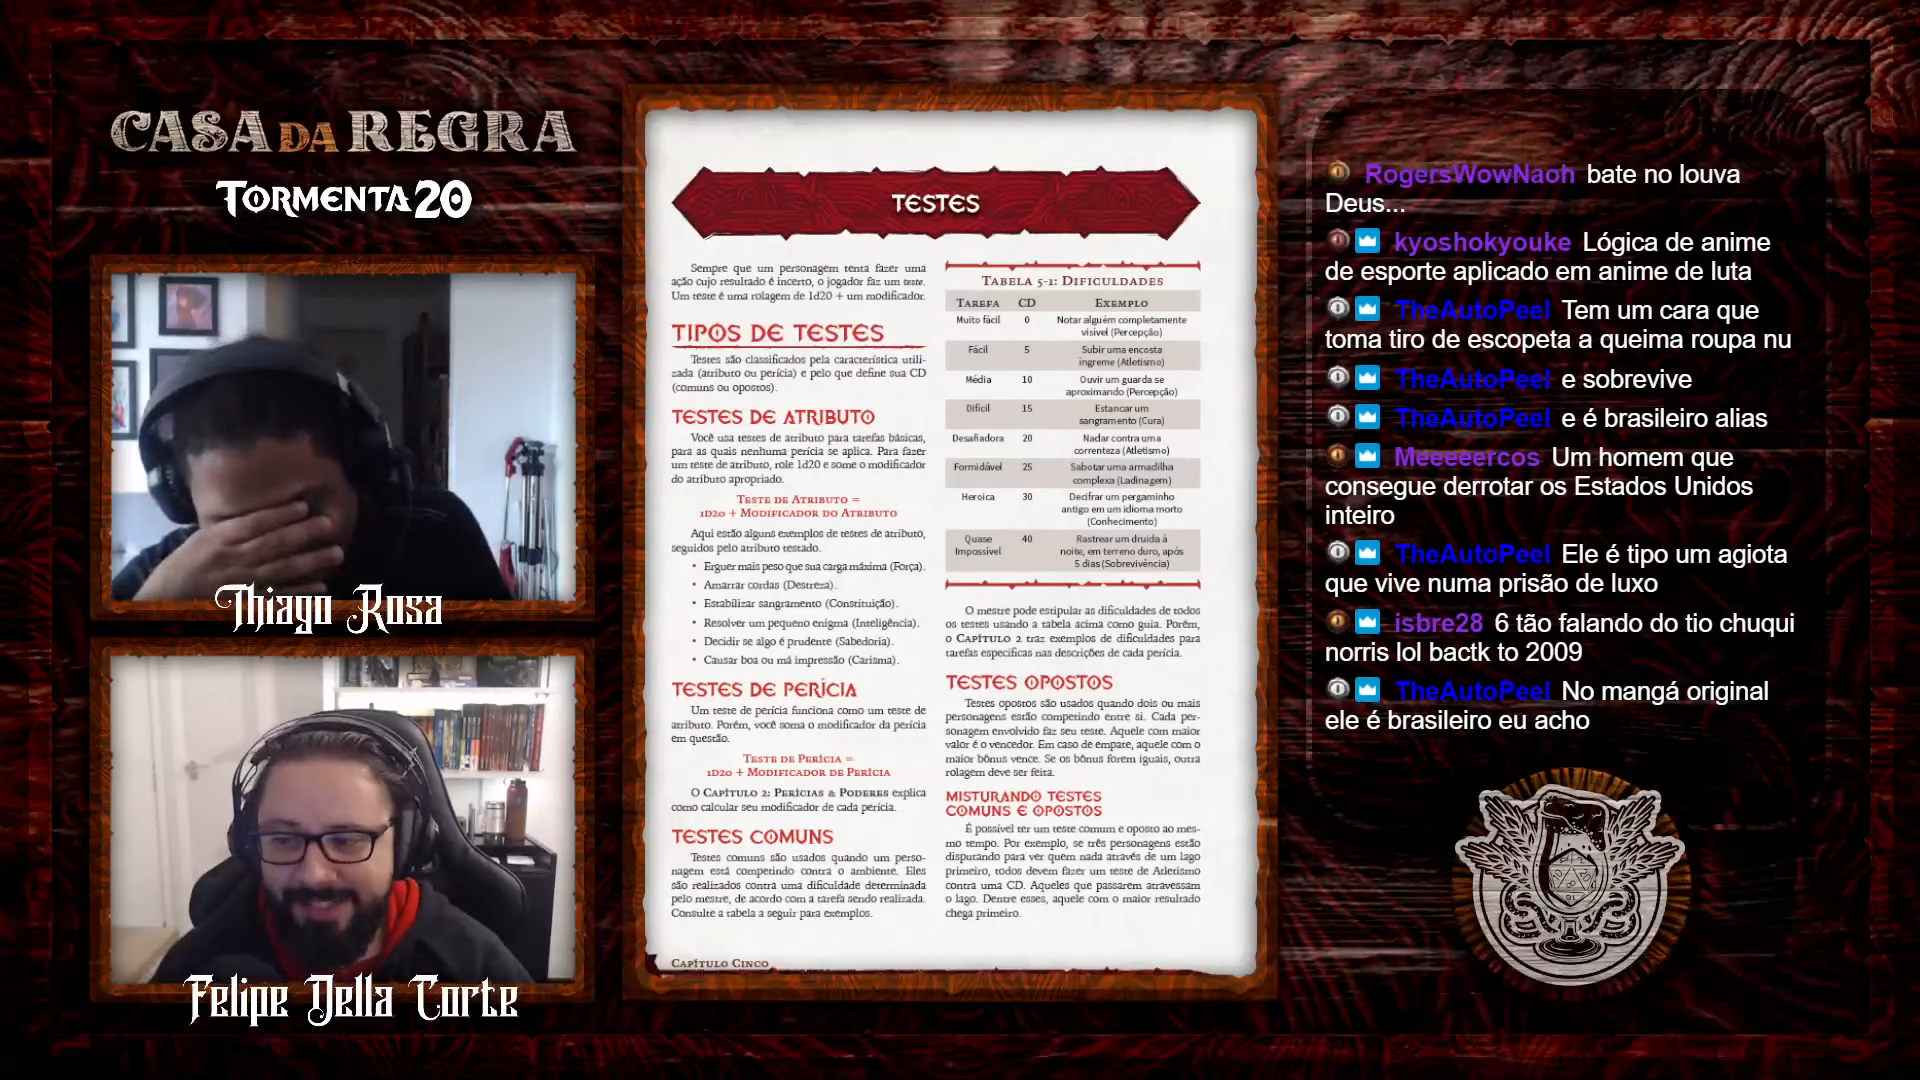 CASA DA REGRA
TORMENTA20
Thiago Rosa
Felipe Della Corte
TESTES
Sempre que um personagem tenta fazer uma
ação cujo resultado é incerto, o jogador faz um teste.
Um teste é uma rolagem de 1d20 + um modificador.
TIPOS DE TESTES
Testes são classificados pela característica utili-
zada (atributo ou perícia) e pelo que define sua CD
(comuns ou opostos).
TESTES DE ATRIBUTO
Você usa testes de atributo para tarefas básicas,
para as quais nenhuma perícia se aplica. Para fazer
um teste de atributo, role 1d20 e some o modificador
do atributo apropriado.
TESTE DE ATRIBUTO =
1D20 + MODIFICADOR DO ATRIBUTO
Aqui estão alguns exemplos de testes de atributo,
seguidos pelo atributo testado.
• Erguer mais peso que sua carga máxima (Força).
• Amarrar cordas (Destreza).
• Estabilizar sangramento (Constituição).
• Resolver um pequeno enigma (Inteligência).
• Decidir se algo é prudente (Sabedoria).
• Causar boa ou má impressão (Carisma).
TESTES DE PERÍCIA
Um teste de perícia funciona como um teste de
atributo. Porém, você soma o modificador da perícia
em questão.
TESTE DE PERÍCIA =
1D20 + MODIFICADOR DE PERÍCIA
O CAPÍTULO 2: PERÍCIAS & PODERES explica
como calcular seu modificador de cada perícia.
TESTES COMUNS
Testes comuns são usados quando um perso-
nagem está competindo contra o ambiente. Eles
são realizados contra uma dificuldade determinada
pelo mestre, de acordo com a tarefa sendo realizada.
Consulte a tabela a seguir para exemplos.
TABELA 5-1: DIFICULDADES
TAREFA CD EXEMPLO
Muito fácil 0 Notar alguém completamente
visível (Percepção)
Fácil 5 Subir uma encosta
íngreme (Atletismo)
Média 10 Ouvir um guarda se
aproximando (Percepção)
Difícil 15 Estancar um
sangramento (Cura)
Desafiadora 20 Nadar contra uma
correnteza (Atletismo)
Formidável 25 Sabotar uma armadilha
complexa (Ladinagem)
Heroica 30 Decifrar um pergaminho
antigo em um idioma morto
(Conhecimento)
Quase 40 Rastrear um druida à
Impossível noite, em terreno duro, após
5 dias (Sobrevivência)
O mestre pode estipular as dificuldades de todos
os testes usando a tabela acima como guia. Porém,
o CAPÍTULO 2 traz exemplos de dificuldades para
tarefas específicas nas descrições de cada perícia.
TESTES OPOSTOS
Testes opostos são usados quando dois ou mais
personagens estão competindo entre si. Cada per-
sonagem envolvido faz seu teste. Aquele com maior
valor é o vencedor. Em caso de empate, aquele com o
maior bônus vence. Se os bônus forem iguais, outra
rolagem deve ser feita.
MISTURANDO TESTES
COMUNS E OPOSTOS
É possível ter um teste comum e oposto ao mes-
mo tempo. Por exemplo, se três personagens estão
disputando para ver quem nada através de um lago
primeiro, todos devem fazer um teste de Atletismo
contra uma CD. Aqueles que passarem atravessam
o lago. Dentre esses, aquele com o maior resultado
chega primeiro.
CAPÍTULO CINCO
RogersWowNaoh bate no louva
Deus...
kyoshokyouke Lógica de anime
de esporte aplicado em anime de luta
TheAutoPeel Tem um cara que
toma tiro de escopeta a queima roupa nu
TheAutoPeel e sobrevive
TheAutoPeel e é brasileiro alias
Meeeeercos Um homem que
consegue derrotar os Estados Unidos
inteiro
TheAutoPeel Ele é tipo um agiota
que vive numa prisão de luxo
isbre28 6 tão falando do tio chuqui
norris lol bactk to 2009
TheAutoPeel No mangá original
ele é brasileiro eu acho